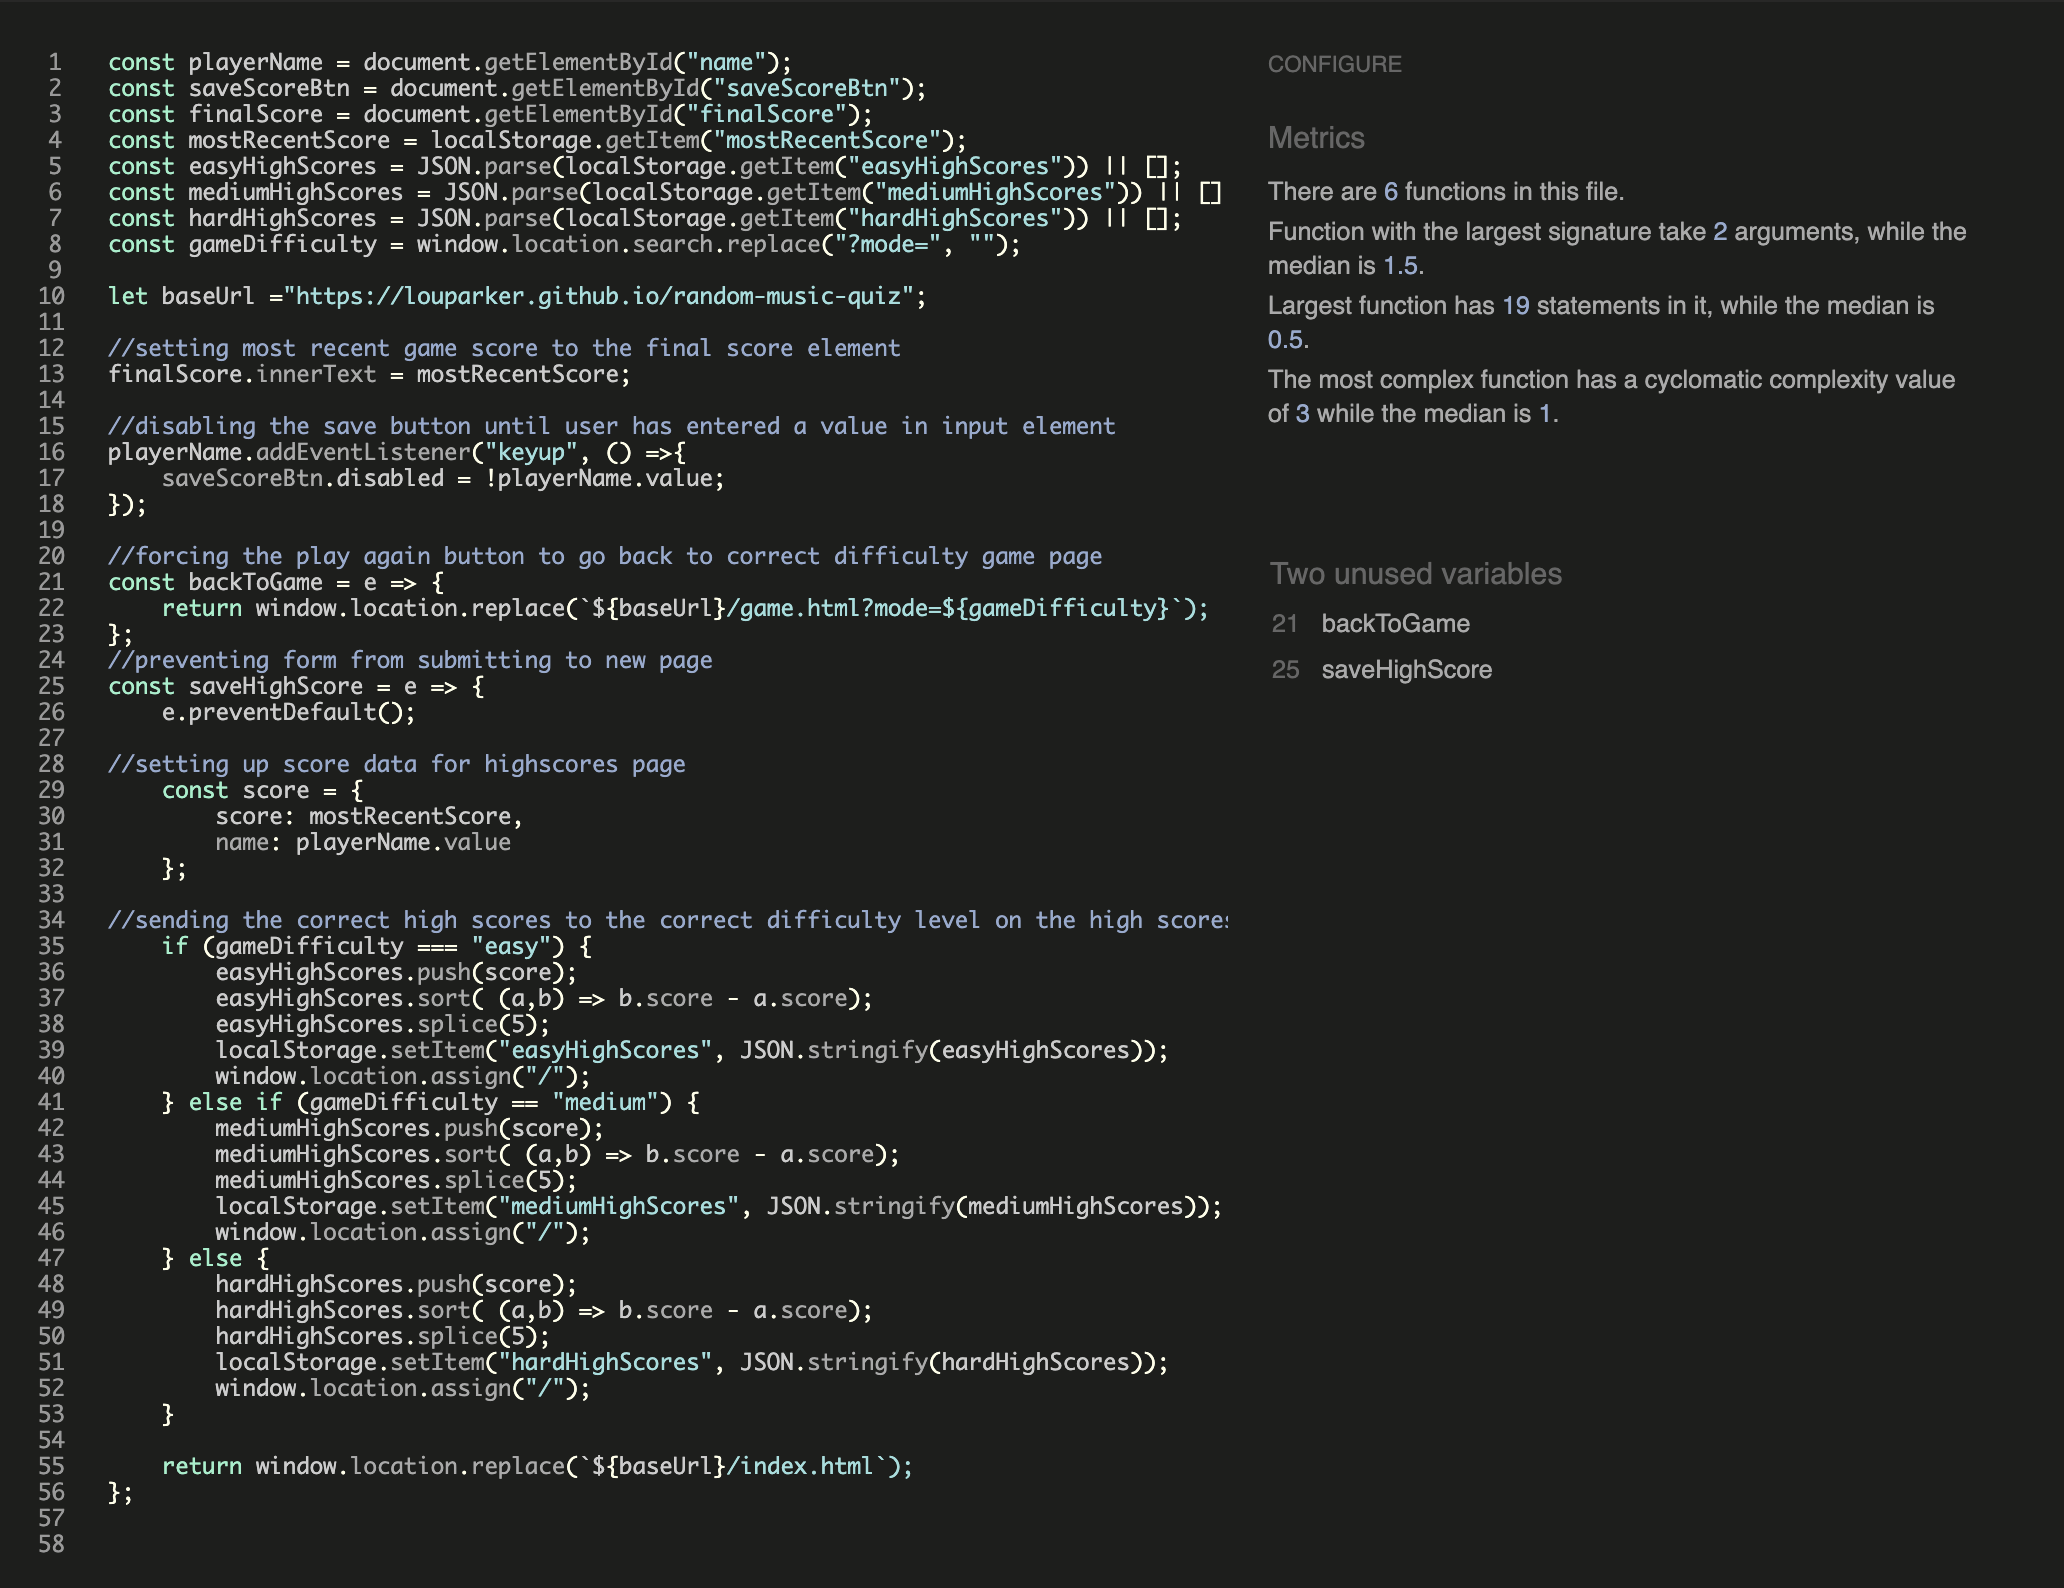 1 const playerName = document.getElementById("name");
2 const saveScoreBtn = document.getElementById("saveScoreBtn");
3 const finalScore = document.getElementById("finalScore");
4 const mostRecentScore = localStorage.getItem("mostRecentScore");
5 const easyHighScores = JSON.parse(localStorage.getItem("easyHighScores")) || [];
6 const mediumHighScores = JSON.parse(localStorage.getItem("mediumHighScores")) || []
7 const hardHighScores = JSON.parse(localStorage.getItem("hardHighScores")) || [];
8 const gameDifficulty = window.location.search.replace("?mode=", "");
9
10 let baseUrl ="https://louparker.github.io/random-music-quiz";
11
12 //setting most recent game score to the final score element
13 finalScore.innerText = mostRecentScore;
14
15 //disabling the save button until user has entered a value in input element
16 playerName.addEventListener("keyup", () =>{
17     saveScoreBtn.disabled = !playerName.value;
18 });
19
20 //forcing the play again button to go back to correct difficulty game page
21 const backToGame = e => {
22     return window.location.replace(`${baseUrl}/game.html?mode=${gameDifficulty}`);
23 };
24 //preventing form from submitting to new page
25 const saveHighScore = e => {
26     e.preventDefault();
27
28 //setting up score data for highscores page
29     const score = {
30         score: mostRecentScore,
31         name: playerName.value
32     };
33
34 //sending the correct high scores to the correct difficulty level on the high scores
35     if (gameDifficulty === "easy") {
36         easyHighScores.push(score);
37         easyHighScores.sort( (a,b) => b.score - a.score);
38         easyHighScores.splice(5);
39         localStorage.setItem("easyHighScores", JSON.stringify(easyHighScores));
40         window.location.assign("/");
41     } else if (gameDifficulty == "medium") {
42         mediumHighScores.push(score);
43         mediumHighScores.sort( (a,b) => b.score - a.score);
44         mediumHighScores.splice(5);
45         localStorage.setItem("mediumHighScores", JSON.stringify(mediumHighScores));
46         window.location.assign("/");
47     } else {
48         hardHighScores.push(score);
49         hardHighScores.sort( (a,b) => b.score - a.score);
50         hardHighScores.splice(5);
51         localStorage.setItem("hardHighScores", JSON.stringify(hardHighScores));
52         window.location.assign("/");
53     }
54
55     return window.location.replace(`${baseUrl}/index.html`);
56 };
57
58
CONFIGURE
Metrics
There are 6 functions in this file.
Function with the largest signature take 2 arguments, while the
median is 1.5.
Largest function has 19 statements in it, while the median is
0.5.
The most complex function has a cyclomatic complexity value
of 3 while the median is 1.
Two unused variables
21 backToGame
25 saveHighScore